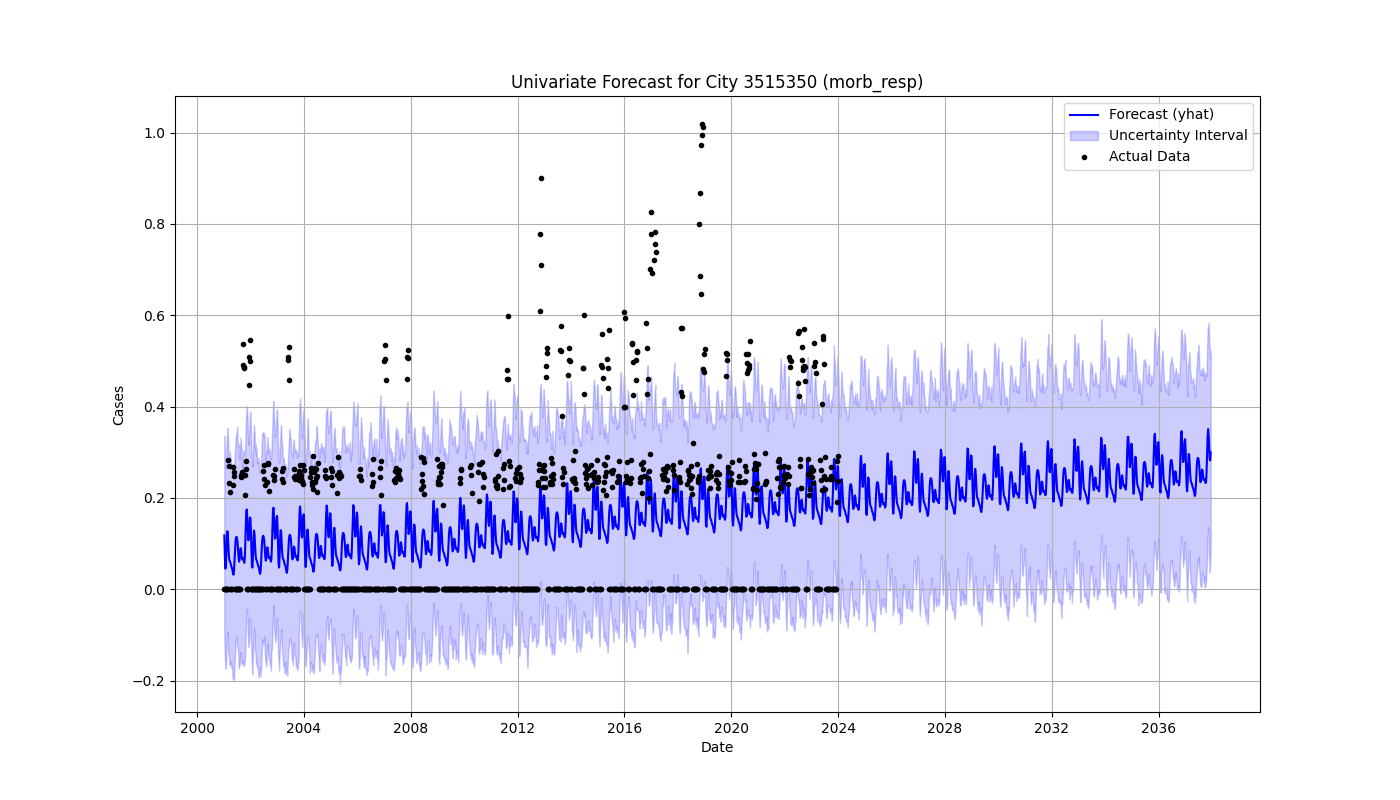 Univariate Forecast for City 3515350 (morb_resp)
Forecast (yhat)
Uncertainty Interval
Actual Data
Cases
1.0
0.8
0.6
0.4
0.2
0.0
−0.2
2000 2004 2008 2012 2016 2020 2024 2028 2032 2036
Date